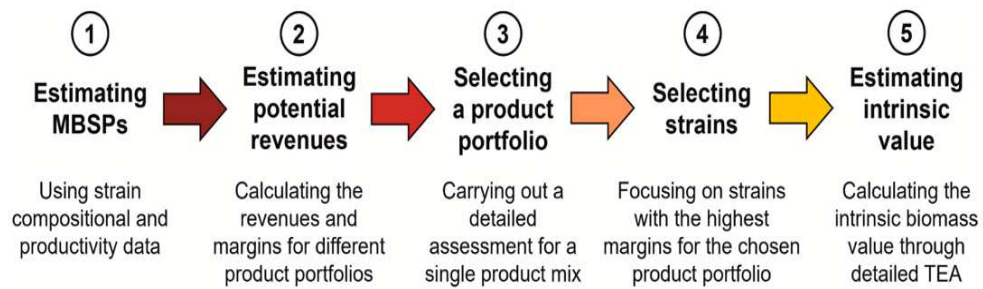 1
Estimating
MBSPs
Using strain
compositional and
productivity data
2
Estimating
potential
revenues
Calculating the
revenues and
margins for different
product portfolios
3
Selecting
a product
portfolio
Carrying out a
detailed
assessment for a
single product mix
4
Selecting
strains
Focusing on strains
with the highest
margins for the chosen
product portfolio
5
Estimating
intrinsic
value
Calculating the
intrinsic biomass
value through
detailed TEA